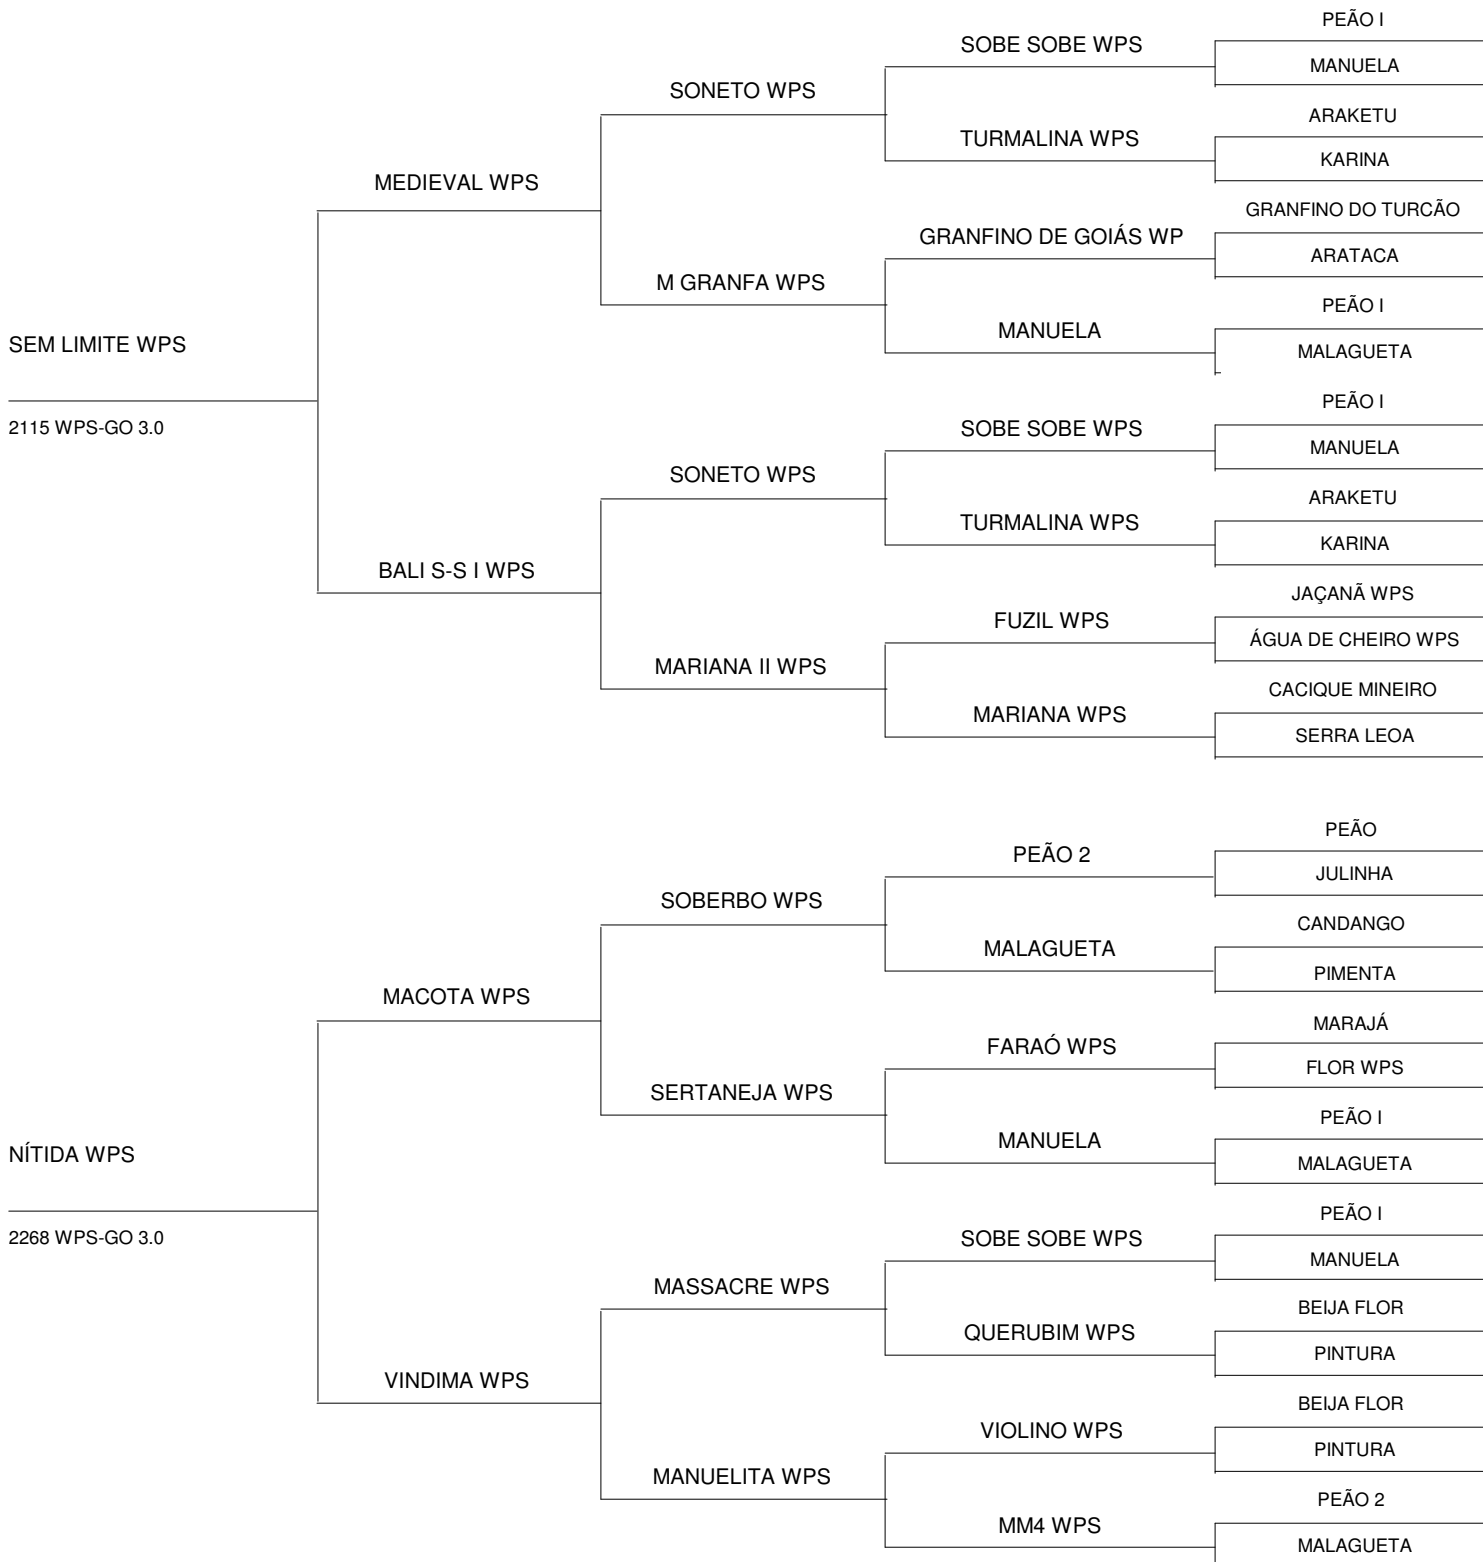 PEÃO I
SOBE SOBE WPS
MANUELA
SONETO WPS
ARAKETU
TURMALINA WPS
KARINA
MEDIEVAL WPS
GRANFINO DO TURCÃO
GRANFINO DE GOIÁS WP
ARATACA
M GRANFA WPS
PEÃO I
MANUELA
MALAGUETA
SEM LIMITE WPS
2115 WPS-GO 3.0
PEÃO I
SOBE SOBE WPS
MANUELA
SONETO WPS
ARAKETU
TURMALINA WPS
KARINA
BALI S-S I WPS
JAÇANÃ WPS
FUZIL WPS
ÁGUA DE CHEIRO WPS
MARIANA II WPS
CACIQUE MINEIRO
MARIANA WPS
SERRA LEOA
PEÃO
PEÃO 2
JULINHA
SOBERBO WPS
CANDANGO
MALAGUETA
PIMENTA
MACOTA WPS
MARAJÁ
FARAÓ WPS
FLOR WPS
SERTANEJA WPS
PEÃO I
MANUELA
MALAGUETA
NÍTIDA WPS
2268 WPS-GO 3.0
PEÃO I
SOBE SOBE WPS
MANUELA
MASSACRE WPS
BEIJA FLOR
QUERUBIM WPS
PINTURA
VINDIMA WPS
BEIJA FLOR
VIOLINO WPS
PINTURA
MANUELITA WPS
PEÃO 2
MM4 WPS
MALAGUETA